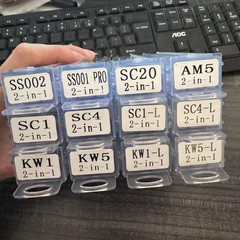 AOC
SS002
2-in-1
SS001 PRO
2-in-1
SC20
2-in-1
AM5
2-in-1
SC1
2-in-1
SC4
2-in-1
SC1-L
2-in-1
SC4-L
2-in-1
KW1
2-in-1
KW5
2-in-1
KW1-L
2-in-1
KW5-L
2-in-1